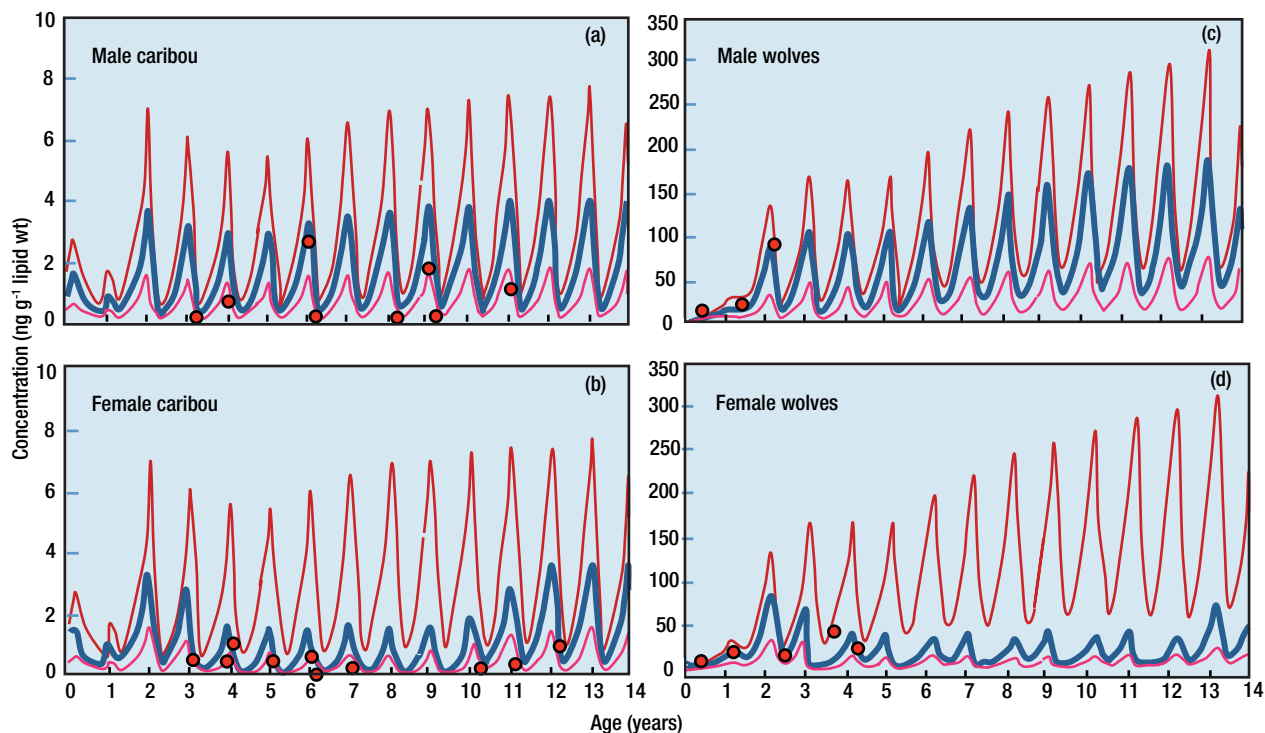 Concentration (ng g⁻¹ lipid wt)
10
8
6
4
2
0
Male caribou
(a)
350
300
250
200
150
100
50
0
Male wolves
(c)
10
8
6
4
2
0
Female caribou
(b)
0 1 2 3 4 5 6 7 8 9 10 11 12 13 14
350
300
250
200
150
100
50
0
Female wolves
(d)
0 1 2 3 4 5 6 7 8 9 10 11 12 13 14
Age (years)